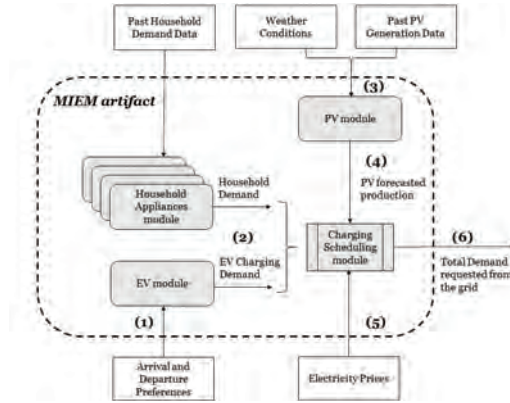 Past Household
Demand Data
Weather
Conditions
Past PV
Generation Data
MIEM artifact
(3)
PV module
(4)
PV forecasted
production
Household
Appliances
module
Household
Demand
(2)
EV Charging
Demand
Charging
Scheduling
module
(6)
Total Demand
requested from
the grid
EV module
(1)
(5)
Arrival and
Departure
Preferences
Electricity Prices